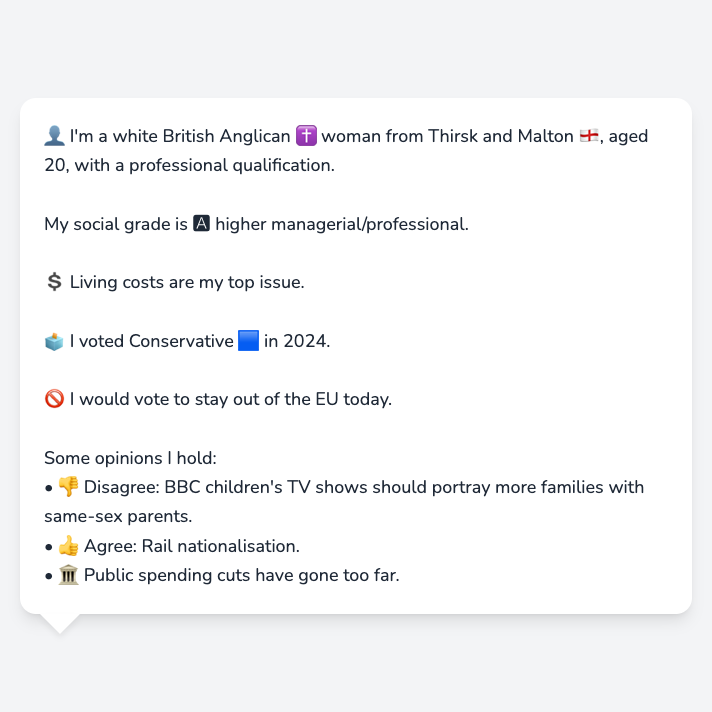 👤 I'm a white British Anglican ✝️ woman from Thirsk and Malton 🏴󠁧󠁢󠁥󠁮󠁧󠁿, aged
20, with a professional qualification.
My social grade is 🅰 higher managerial/professional.
💲 Living costs are my top issue.
🗳️ I voted Conservative 🟦 in 2024.
🚫 I would vote to stay out of the EU today.
Some opinions I hold:
• 👎 Disagree: BBC children's TV shows should portray more families with
same-sex parents.
• 👍 Agree: Rail nationalisation.
• 🏛️ Public spending cuts have gone too far.